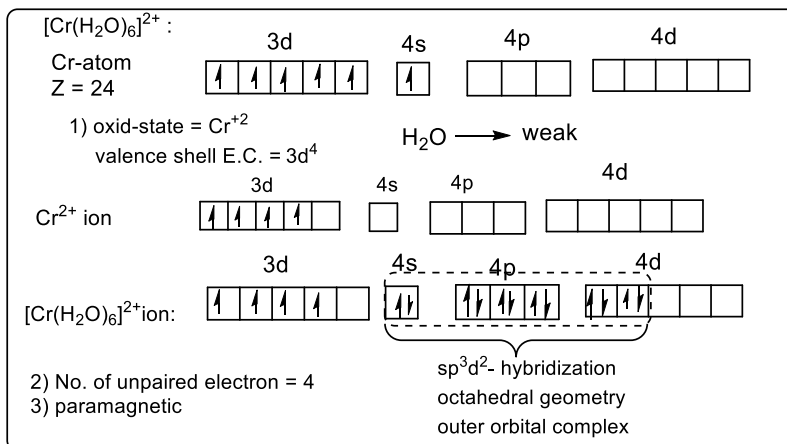 [Cr(H₂O)₆]²⁺ :
3d 4s 4p 4d
Cr-atom
Z = 24
1) oxid-state = Cr⁺²
H₂O ⟶ weak
valence shell E.C. = 3d⁴
3d 4s 4p 4d
Cr²⁺ ion
3d 4s 4p 4d
[Cr(H₂O)₆]²⁺ion:
sp³d²- hybridization
octahedral geometry
outer orbital complex
2) No. of unpaired electron = 4
3) paramagnetic